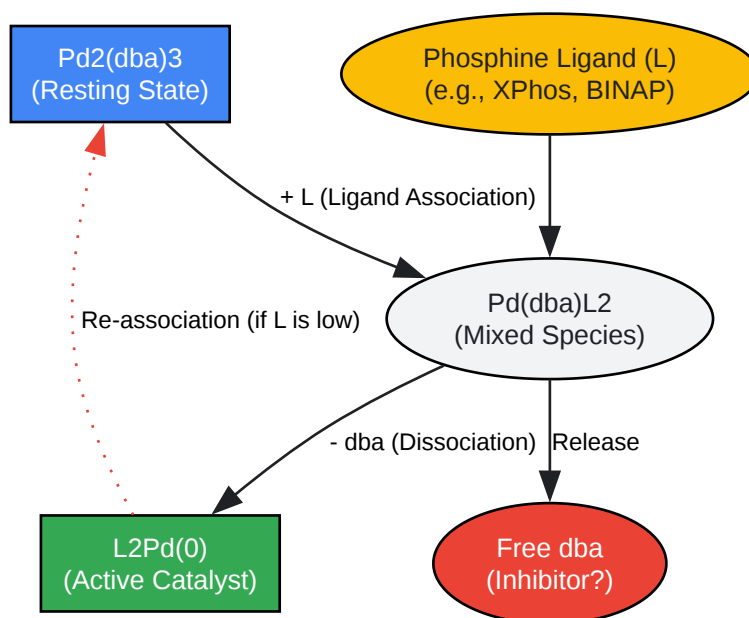 Pd2(dba)3
(Resting State)
Phosphine Ligand (L)
(e.g., XPhos, BINAP)
+ L (Ligand Association)
Pd(dba)L2
(Mixed Species)
Re-association (if L is low)
- dba (Dissociation)
Release
L2Pd(0)
(Active Catalyst)
Free dba
(Inhibitor?)